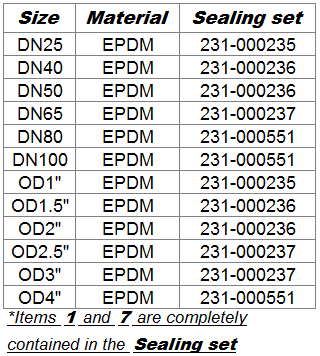 Size Material Sealing set
DN25 EPDM 231-000235
DN40 EPDM 231-000236
DN50 EPDM 231-000236
DN65 EPDM 231-000237
DN80 EPDM 231-000551
DN100 EPDM 231-000551
OD1" EPDM 231-000235
OD1.5" EPDM 231-000236
OD2" EPDM 231-000236
OD2.5" EPDM 231-000237
OD3" EPDM 231-000237
OD4" EPDM 231-000551
*Items 1 and 7 are completely
contained in the Sealing set